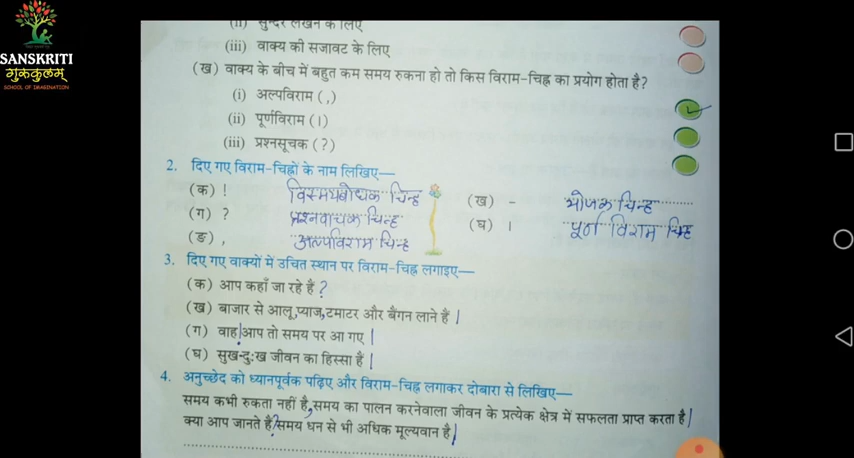 SANSKRITI
गुरुकुलम्
SCHOOL OF IMAGINATION
(ii) सुन्दर लेखन के लिए
(iii) वाक्य की सजावट के लिए
(ख) वाक्य के बीच में बहुत कम समय रुकना हो तो किस विराम-चिह्न का प्रयोग होता है?
(i) अल्पविराम (,)
(ii) पूर्णविराम (।)
(iii) प्रश्नसूचक (?)
2. दिए गए विराम-चिह्नों के नाम लिखिए—
(क) ! विस्मयबोधक चिन्ह (ख) - योजक चिन्ह
(ग) ? प्रश्नवाचक चिन्ह (घ) । पूर्ण विराम चिन्ह
(ङ) , अल्पविराम चिन्ह
3. दिए गए वाक्यों में उचित स्थान पर विराम-चिह्न लगाइए—
(क) आप कहाँ जा रहे हैं?
(ख) बाजार से आलू,प्याज,टमाटर और बैंगन लाने हैं।
(ग) वाह!आप तो समय पर आ गए।
(घ) सुख-दुःख जीवन का हिस्सा है।
4. अनुच्छेद को ध्यानपूर्वक पढ़िए और विराम-चिह्न लगाकर दोबारा से लिखिए—
समय कभी रुकता नहीं है,समय का पालन करनेवाला जीवन के प्रत्येक क्षेत्र में सफलता प्राप्त करता है।
क्या आप जानते हैं?समय धन से भी अधिक मूल्यवान है।